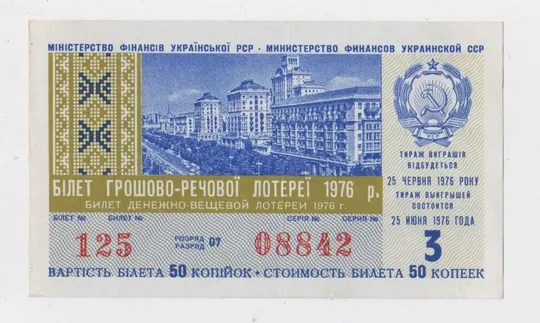 МІНІСТЕРСТВО ФІНАНСІВ УКРАЇНСЬКОЇ РСР · МИНИСТЕРСТВО ФИНАНСОВ УКРАИНСКОЙ ССР
ТИРАЖ ВИГРАШІВ
ВІДБУДЕТЬСЯ
25 ЧЕРВНЯ 1976 РОКУ
ТИРАЖ ВЫИГРЫШЕЙ
СОСТОИТСЯ
25 ИЮНЯ 1976 ГОДА
БІЛЕТ ГРОШОВО-РЕЧОВОЇ ЛОТЕРЕЇ 1976 р.
БИЛЕТ ДЕНЕЖНО-ВЕЩЕВОЙ ЛОТЕРЕИ 1976 г.
БІЛЕТ № БИЛЕТ № СЕРІЯ № СЕРИЯ №
125 РОЗРЯД РАЗРЯД 07 08842 3
ВАРТІСТЬ БІЛЕТА 50 КОПІЙОК · СТОИМОСТЬ БИЛЕТА 50 КОПЕЕК